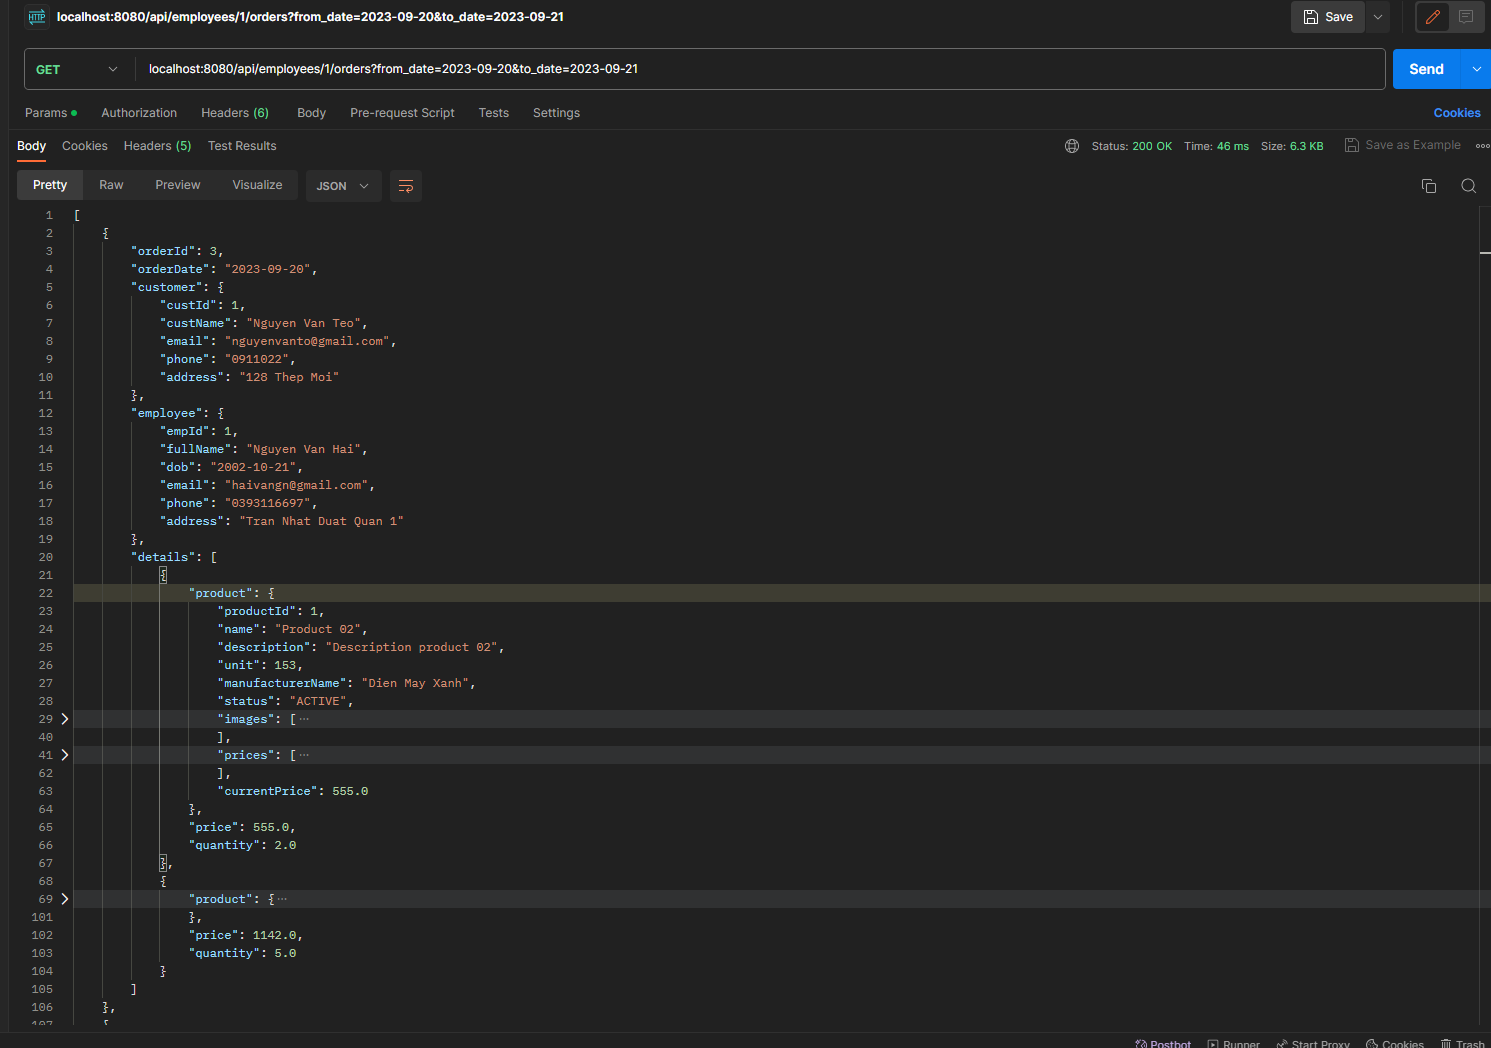 HTTP localhost:8080/api/employees/1/orders?from_date=2023-09-20&to_date=2023-09-21 Save
GET localhost:8080/api/employees/1/orders?from_date=2023-09-20&to_date=2023-09-21 Send
Params Authorization Headers (6) Body Pre-request Script Tests Settings Cookies
Body Cookies Headers (5) Test Results Status: 200 OK Time: 46 ms Size: 6.3 KB Save as Example
Pretty Raw Preview Visualize JSON
1 [
2 {
3 "orderId": 3,
4 "orderDate": "2023-09-20",
5 "customer": {
6 "custId": 1,
7 "custName": "Nguyen Van Teo",
8 "email": "nguyenvanto@gmail.com",
9 "phone": "0911022",
10 "address": "128 Thep Moi"
11 },
12 "employee": {
13 "empId": 1,
14 "fullName": "Nguyen Van Hai",
15 "dob": "2002-10-21",
16 "email": "haivangn@gmail.com",
17 "phone": "0393116697",
18 "address": "Tran Nhat Duat Quan 1"
19 },
20 "details": [
21 {
22 "product": {
23 "productId": 1,
24 "name": "Product 02",
25 "description": "Description product 02",
26 "unit": 153,
27 "manufacturerName": "Dien May Xanh",
28 "status": "ACTIVE",
29 "images": [···
40 ],
41 "prices": [···
62 ],
63 "currentPrice": 555.0
64 },
65 "price": 555.0,
66 "quantity": 2.0
67 },
68 {
69 "product": {···
101 },
102 "price": 1142.0,
103 "quantity": 5.0
104 }
105 ]
106 },
107 {
Postbot Runner Start Proxy Cookies Trash